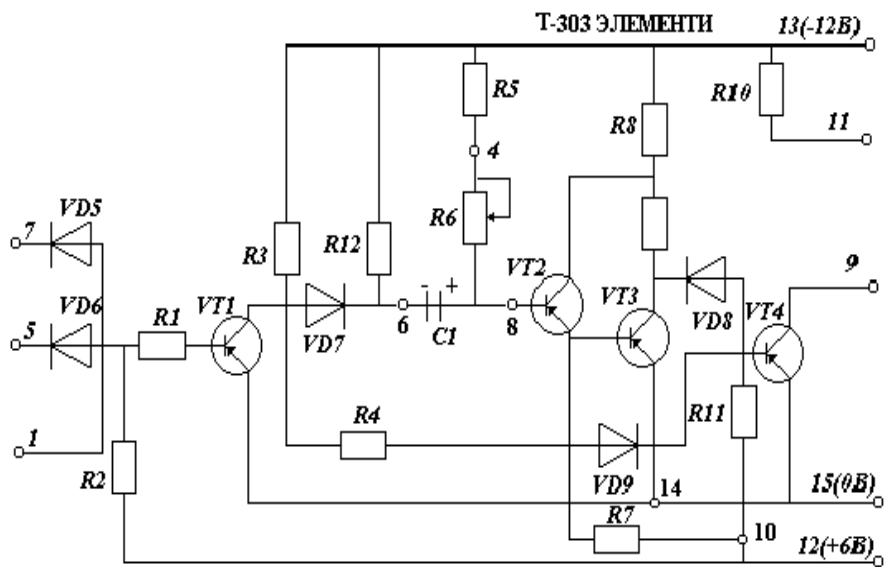 Т-303 ЭЛЕМЕНТИ
13(-12В)
R5
R10
R8
11
4
VD5
7
R6
R3
R12
VT2
9
VT1
VD6
R1
5
- +
VT3
VT4
6
8
VD8
VD7
C1
R4
R11
1
R2
VD9
14
15(0В)
R7
10
12(+6В)